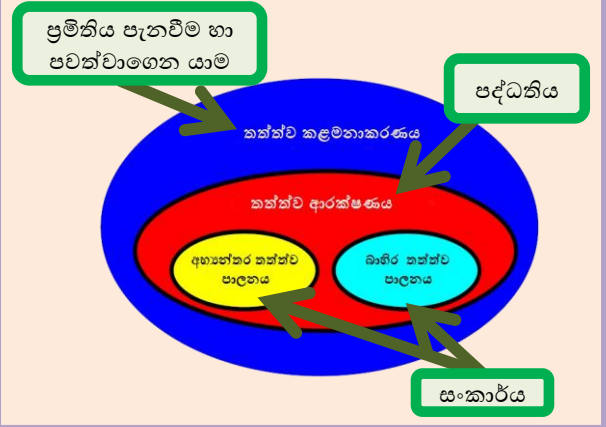 ප්‍රමිතිය පැනවීම හා
පවත්වාගෙන යාම
පද්ධතිය
තත්ත්ව කළමනාකරණය
තත්ත්ව ආරක්ෂණය
අභ්‍යන්තර තත්ත්ව
පාලනය
බාහිර තත්ත්ව
පාලනය
සංකාර්ය